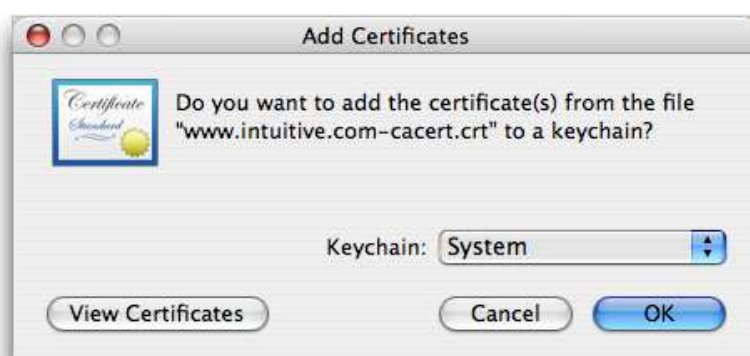 Add Certificates
Certificate
Standard
Do you want to add the certificate(s) from the file
"www.intuitive.com-cacert.crt" to a keychain?
Keychain: System
View Certificates Cancel OK